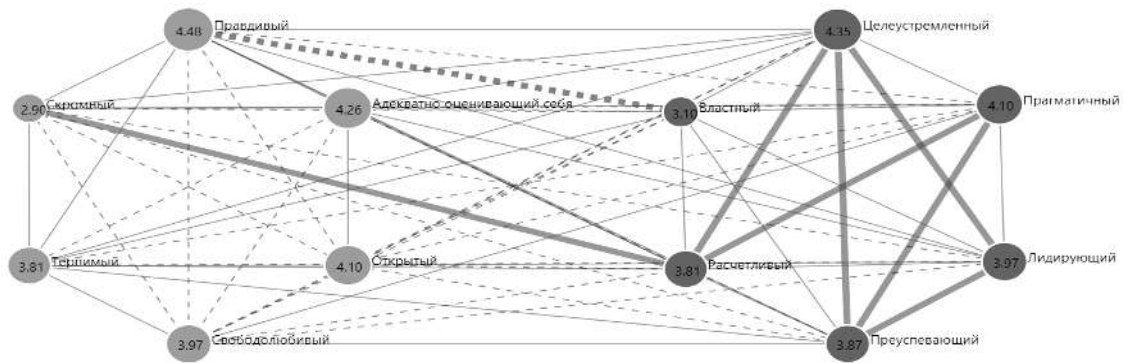 4.48 Правдивый
4.35 Целеустремленный
2.90 Скромный
4.26 Адекватно оценивающий себя
3.10 Властный
4.10 Прагматичный
3.81 Терпимый
4.10 Открытый
3.81 Расчетливый
3.97 Лидирующий
3.97 Свободолюбивый
3.87 Преуспевающий